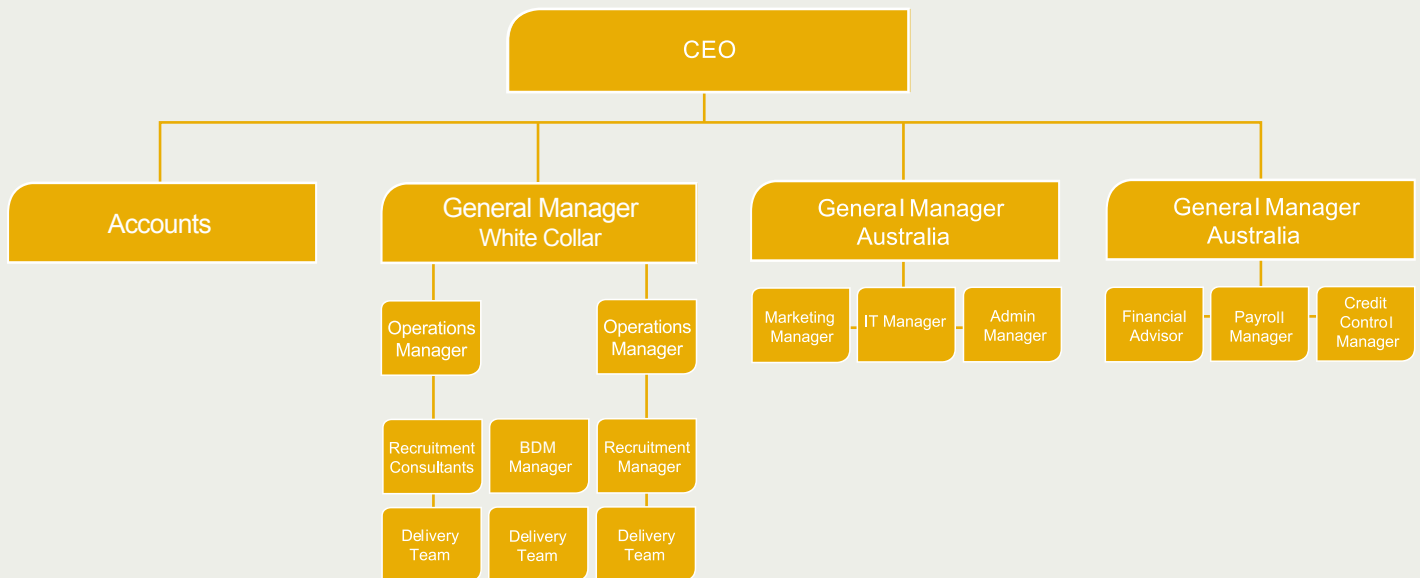 CEO
Accounts
General Manager
White Collar
General Manager
Australia
General Manager
Australia
Operations
Manager
Operations
Manager
Marketing
Manager
IT Manager
Admin
Manager
Financial
Advisor
Payroll
Manager
Credit
Control
Manager
Recruitment
Consultants
BDM
Manager
Recruitment
Manager
Delivery
Team
Delivery
Team
Delivery
Team